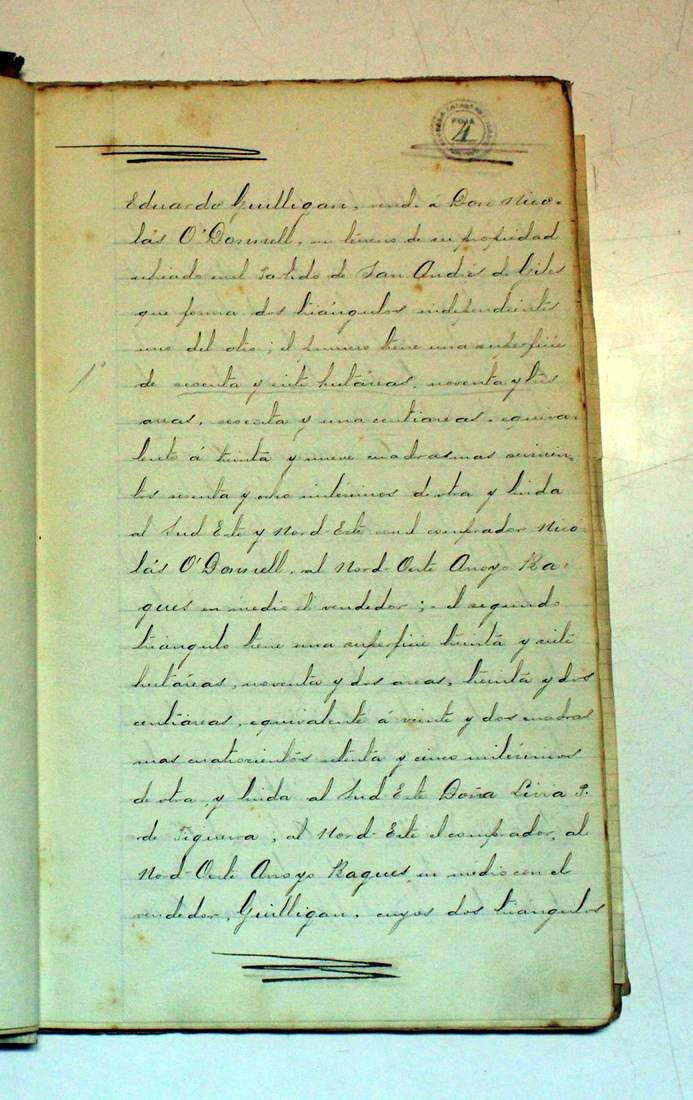 FOJA
4
Eduardo Guilligan, vende á Don Nico-
lás O'Donnell, un terreno de su propiedad
ubicado en el Partido de San Andrés de Giles
que forma dos triángulos independientes
uno del otro; el primero tiene una superficie
1º
de sesenta y siete hectáreas, noventa y tres
areas, sesenta y una centiareas, equiva-
lente á treinta y nueve cuadras mas seiscien-
tos sesenta y ocho milésimos de otra y linda
al Sud Este y Nord-Este con el comprador Nico-
lás O'Donnell, al Nord-Oeste Arroyo Ra-
gues en medio el vendedor; el segundo
triángulo tiene una superficie treinta y siete
hectáreas, noventa y dos areas, treinta y dos
centiareas, equivalente á veinte y dos cuadras
mas cuatrocientos setenta y cinco milésimos
de otra, y linda al Sud Este Doña Livia
de Figueroa, al Nord-Este el comprador, al
Nord-Oeste Arroyo Ragues en medio con el
vendedor, Guilligan, cuyos dos triángulos